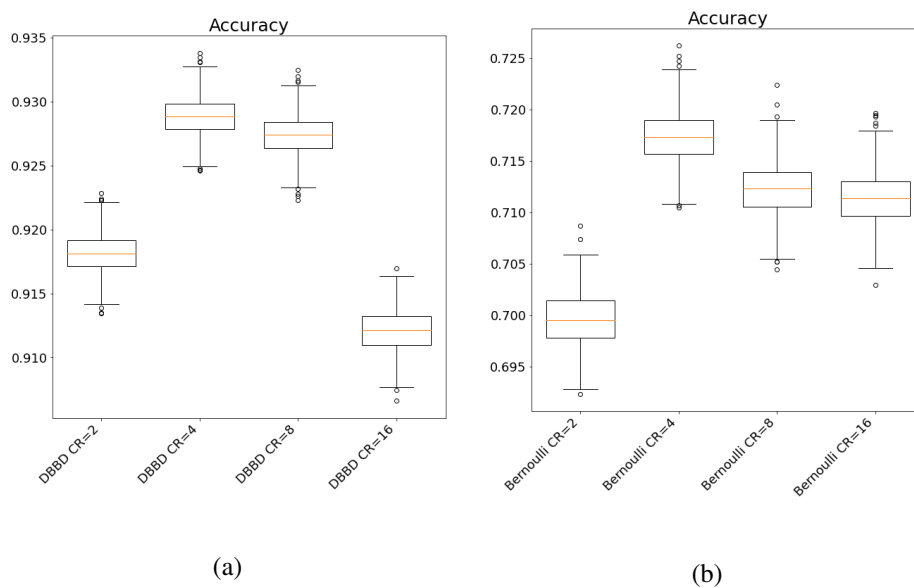 Accuracy
0.935
0.930
0.925
0.920
0.915
0.910
DBBD CR=2
DBBD CR=4
DBBD CR=8
DBBD CR=16
(a)
Accuracy
0.725
0.720
0.715
0.710
0.705
0.700
0.695
Bernoulli CR=2
Bernoulli CR=4
Bernoulli CR=8
Bernoulli CR=16
(b)